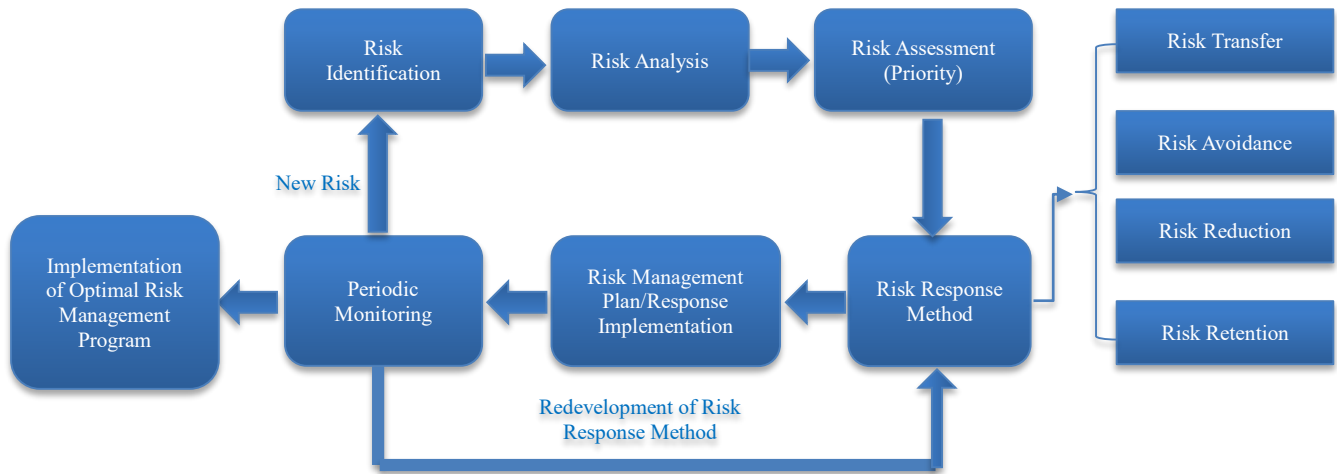 Risk
Identification
Risk Analysis
Risk Assessment
(Priority)
Risk Transfer
Risk Avoidance
Risk Reduction
Risk Retention
New Risk
Implementation
of Optimal Risk
Management
Program
Periodic
Monitoring
Risk Management
Plan/Response
Implementation
Risk Response
Method
Redevelopment of Risk
Response Method